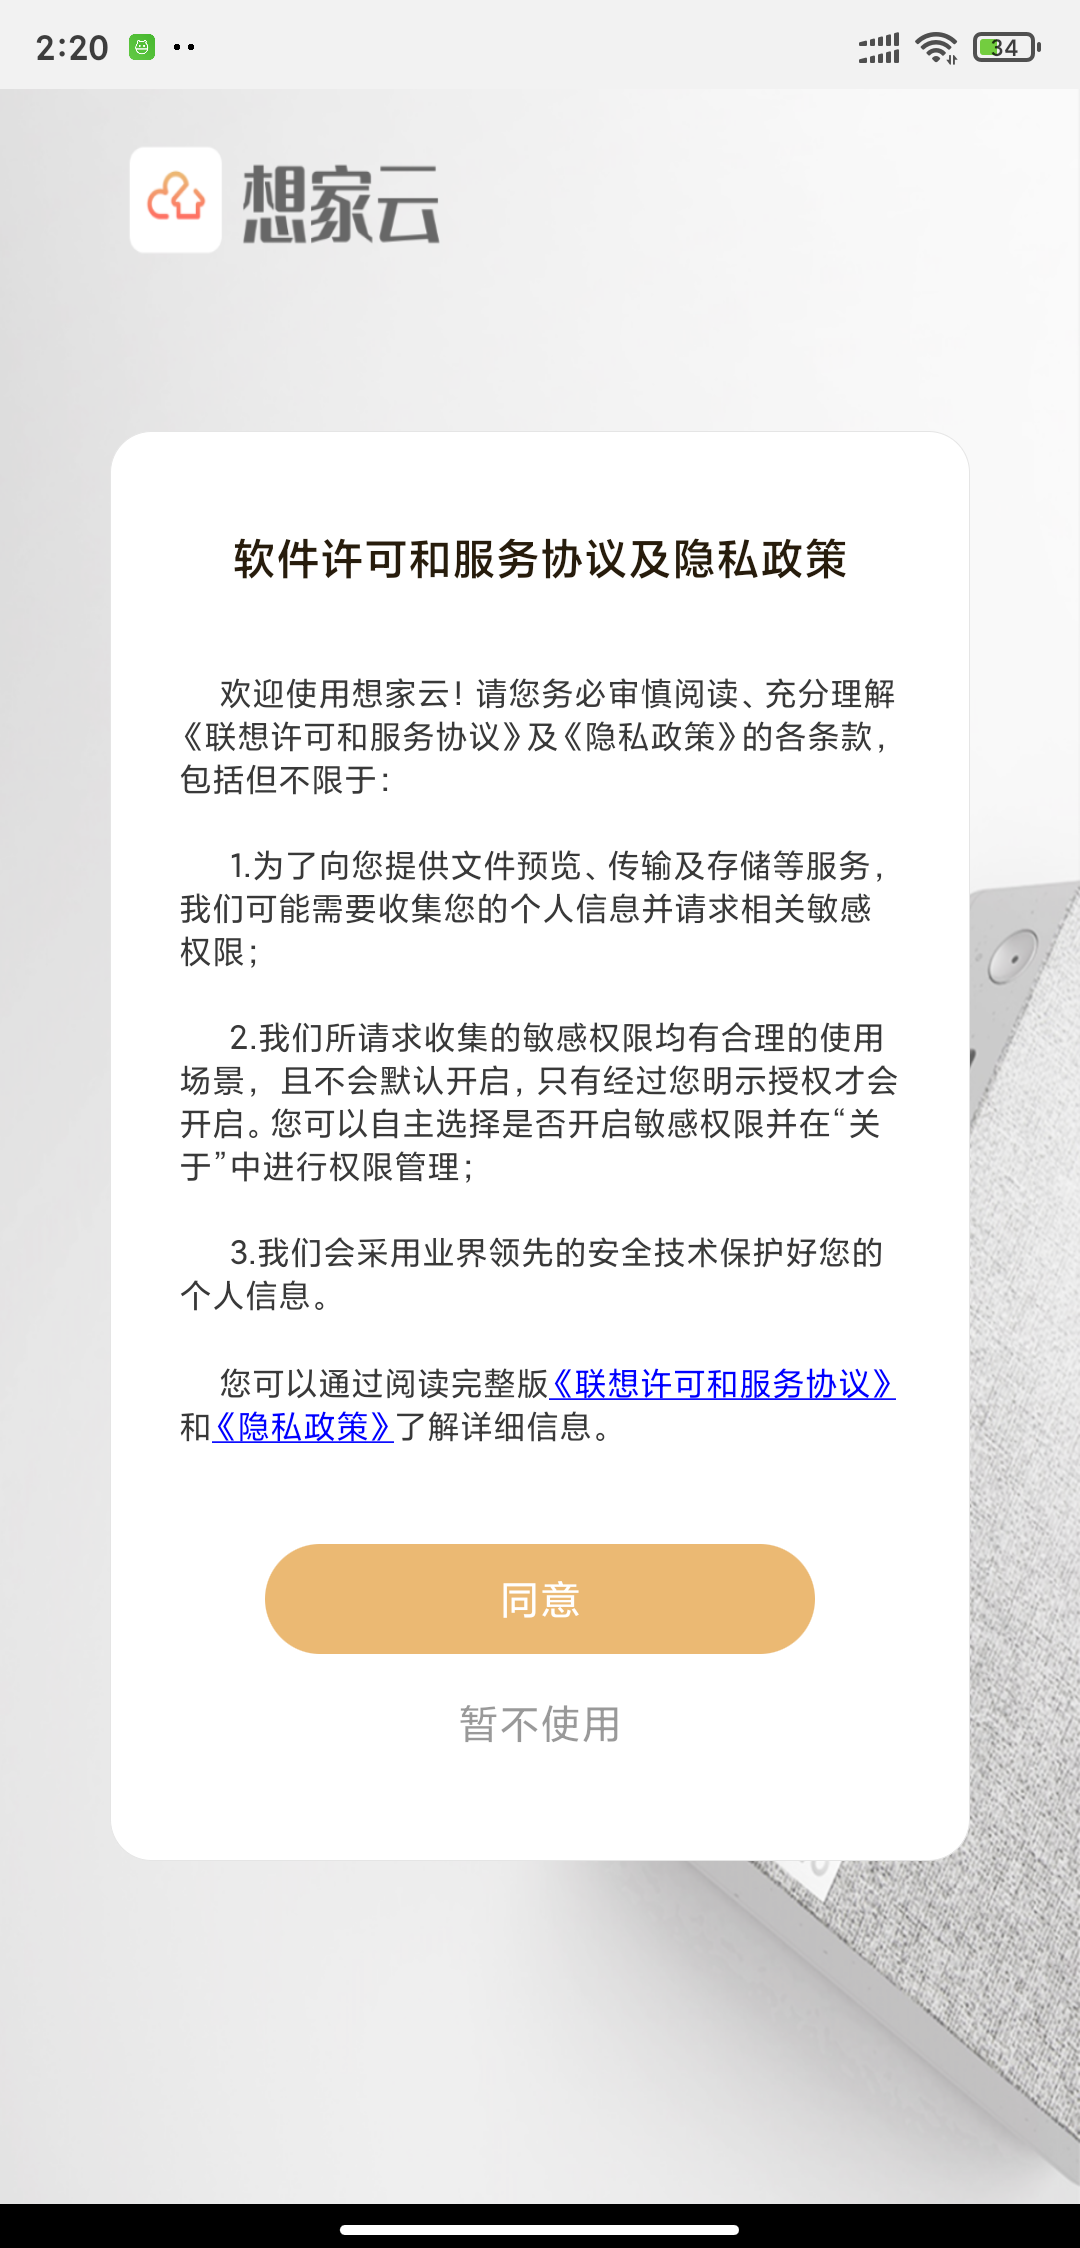 2:20
34
想家云
软件许可和服务协议及隐私政策
欢迎使用想家云！请您务必审慎阅读、充分理解
《联想许可和服务协议》及《隐私政策》的各条款，
包括但不限于：
1.为了向您提供文件预览、传输及存储等服务，
我们可能需要收集您的个人信息并请求相关敏感
权限；
2.我们所请求收集的敏感权限均有合理的使用
场景，且不会默认开启，只有经过您明示授权才会
开启。您可以自主选择是否开启敏感权限并在“关
于”中进行权限管理；
3.我们会采用业界领先的安全技术保护好您的
个人信息。
您可以通过阅读完整版《联想许可和服务协议》
和《隐私政策》了解详细信息。
同意
暂不使用